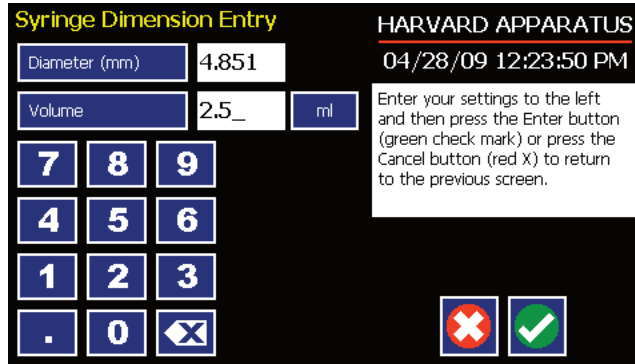 Syringe Dimension Entry
Diameter (mm) 4.851
Volume 2.5_ ml
7 8 9
4 5 6
1 2 3
. 0
HARVARD APPARATUS
04/28/09 12:23:50 PM
Enter your settings to the left
and then press the Enter button
(green check mark) or press the
Cancel button (red X) to return
to the previous screen.